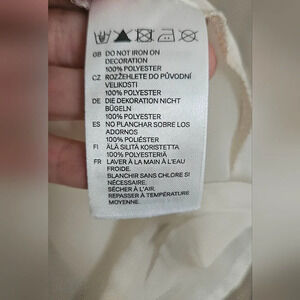 GB DO NOT IRON ON
DECORATION
100% POLYESTER
CZ ROZŽEHLETE DO PŮVODNÍ
VELIKOSTI
100% POLYESTER
DE DIE DEKORATION NICHT
BÜGELN
100% POLYESTER
ES NO PLANCHAR SOBRE LOS
ADORNOS
100% POLIÉSTER
FI ÄLÄ SILITÄ KORISTETTA
100% POLYESTERIÄ
FR LAVER À LA MAIN À L'EAU
FROIDE.
BLANCHIR SANS CHLORE SI
NÉCESSAIRE.
SÉCHER À L'AIR.
REPASSER À TEMPÉRATURE
MOYENNE.